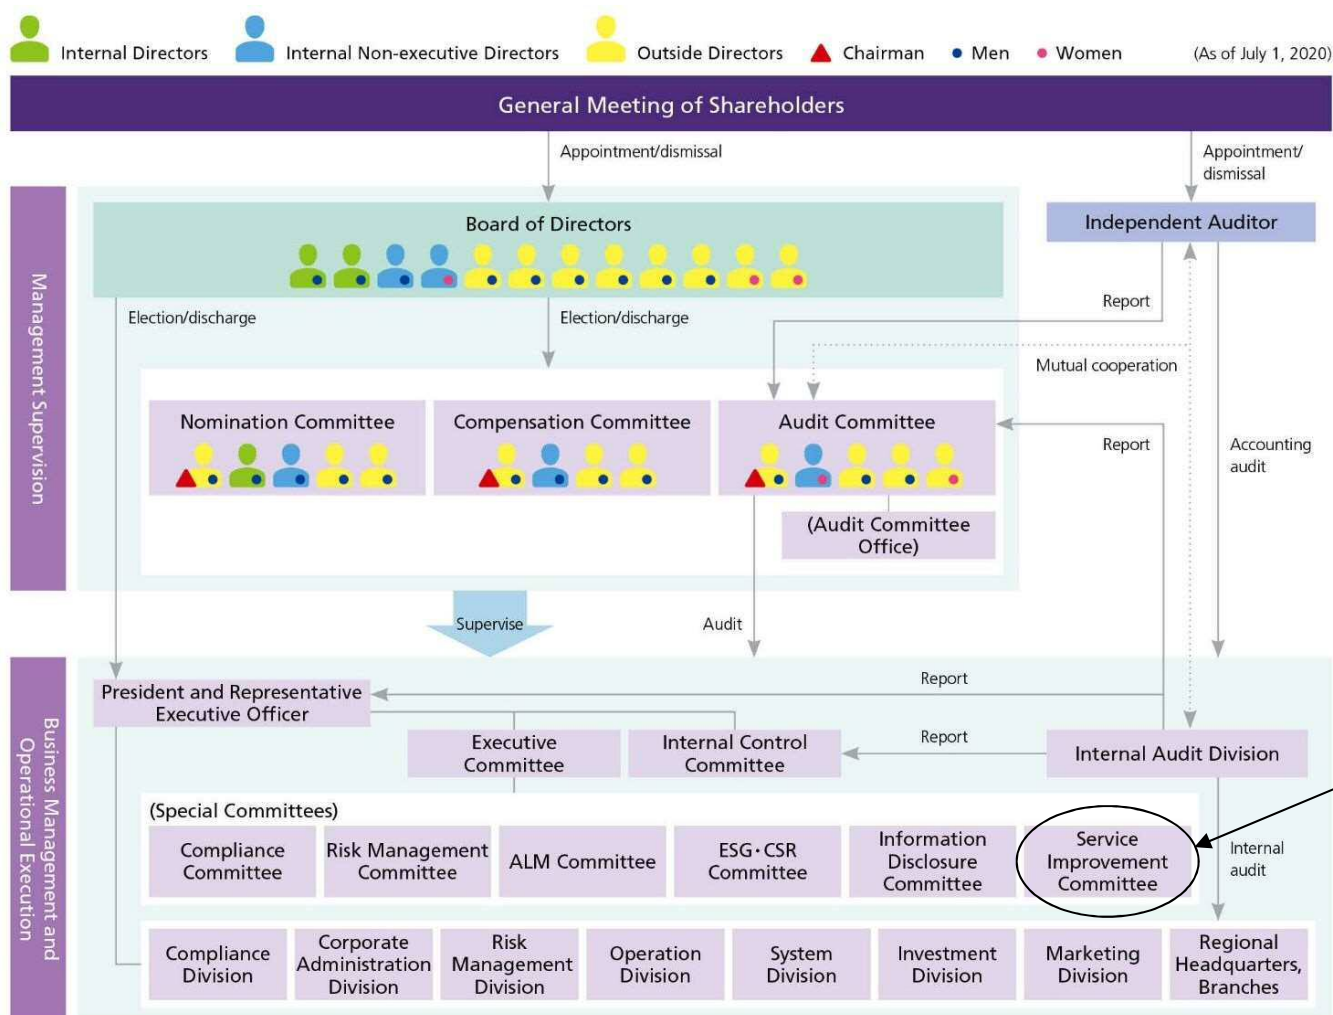 Internal Directors Internal Non-executive Directors Outside Directors Chairman Men Women (As of July 1, 2020)
General Meeting of Shareholders
Appointment/dismissal
Appointment/
dismissal
Management Supervision
Board of Directors
Independent Auditor
Election/discharge
Election/discharge
Report
Mutual cooperation
Nomination Committee
Compensation Committee
Audit Committee
Report
Accounting
audit
(Audit Committee
Office)
Supervise
Audit
Business Management and
Operational Execution
President and Representative
Executive Officer
Report
Executive
Committee
Internal Control
Committee
Report
Internal Audit Division
(Special Committees)
Compliance
Committee
Risk Management
Committee
ALM Committee
ESG・CSR
Committee
Information
Disclosure
Committee
Service
Improvement
Committee
Internal
audit
Compliance
Division
Corporate
Administration
Division
Risk
Management
Division
Operation
Division
System
Division
Investment
Division
Marketing
Division
Regional
Headquarters,
Branches